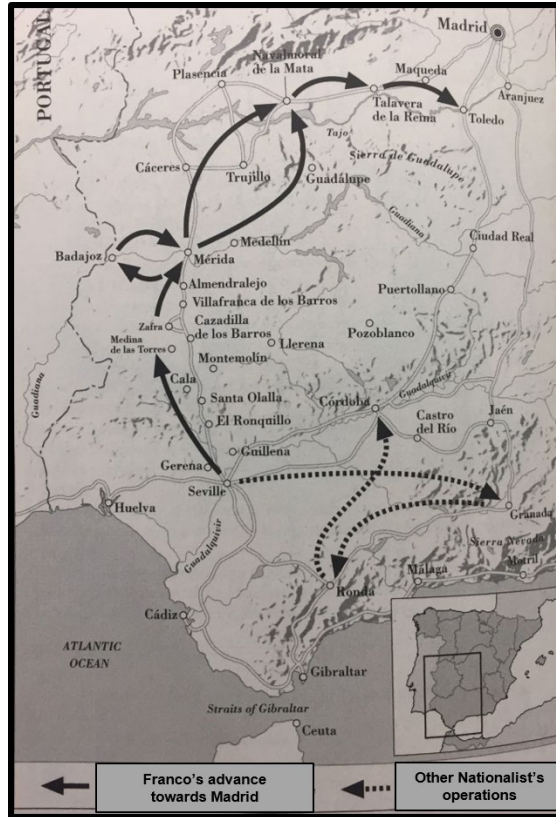 PORTUGAL
Madrid
Navalmoral
de la Mata
Plasencia
Maqueda
Talavera
de la Reina
Aranjuez
Toledo
Tajo
Sierra de Guadalupe
Cáceres
Trujillo
Guadálupe
Guadiana
Medellín
Ciudad Real
Badajoz
Mérida
Almendralejo
Villafranca de los Barros
Puertollano
Zafra
Cazadilla
de los Barros
Medina
de las Torres
Llerena
Pozoblanco
Montemolín
Guadiana
Cala
Santa Olalla
Guadalquivir
Córdoba
Castro
del Río
Jaén
El Ronquillo
Guillena
Gerena
Seville
Huelva
Granada
Guadalquivir
Sierra Nevada
Motril
Málaga
Ronda
Cádiz
ATLANTIC
OCEAN
Gibraltar
Straits of Gibraltar
Ceuta
Franco's advance
towards Madrid
Other Nationalist's
operations